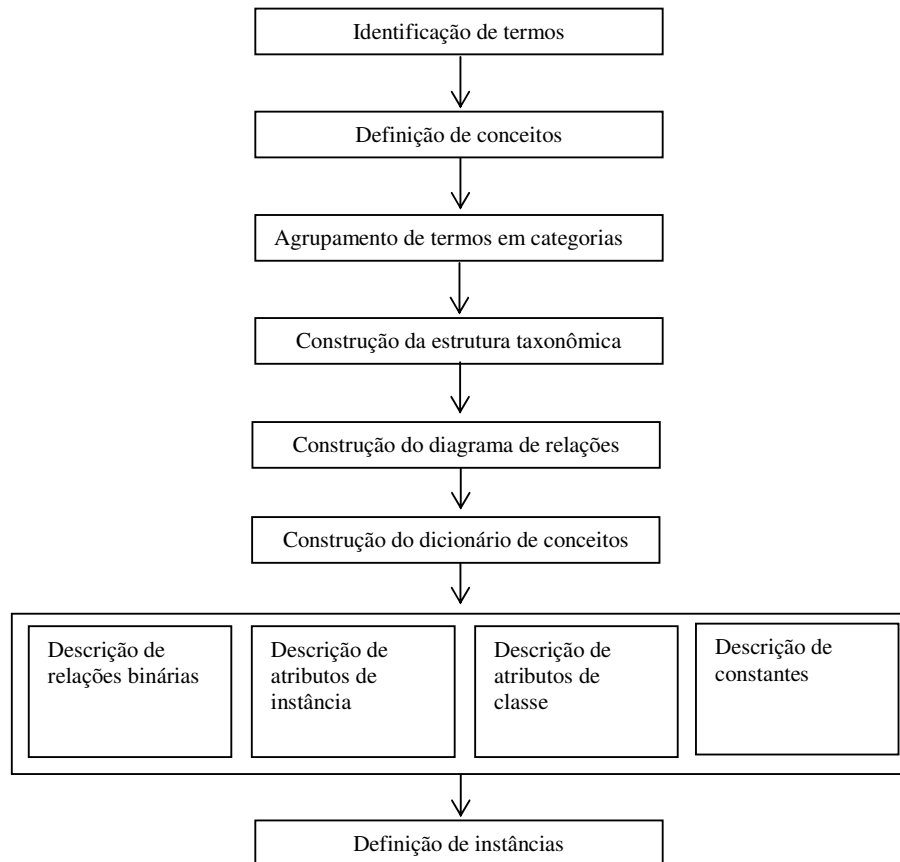 Identificação de termos
Definição de conceitos
Agrupamento de termos em categorias
Construção da estrutura taxonômica
Construção do diagrama de relações
Construção do dicionário de conceitos
Descrição de
relações binárias
Descrição de
atributos de
instância
Descrição de
atributos de
classe
Descrição de
constantes
Definição de instâncias